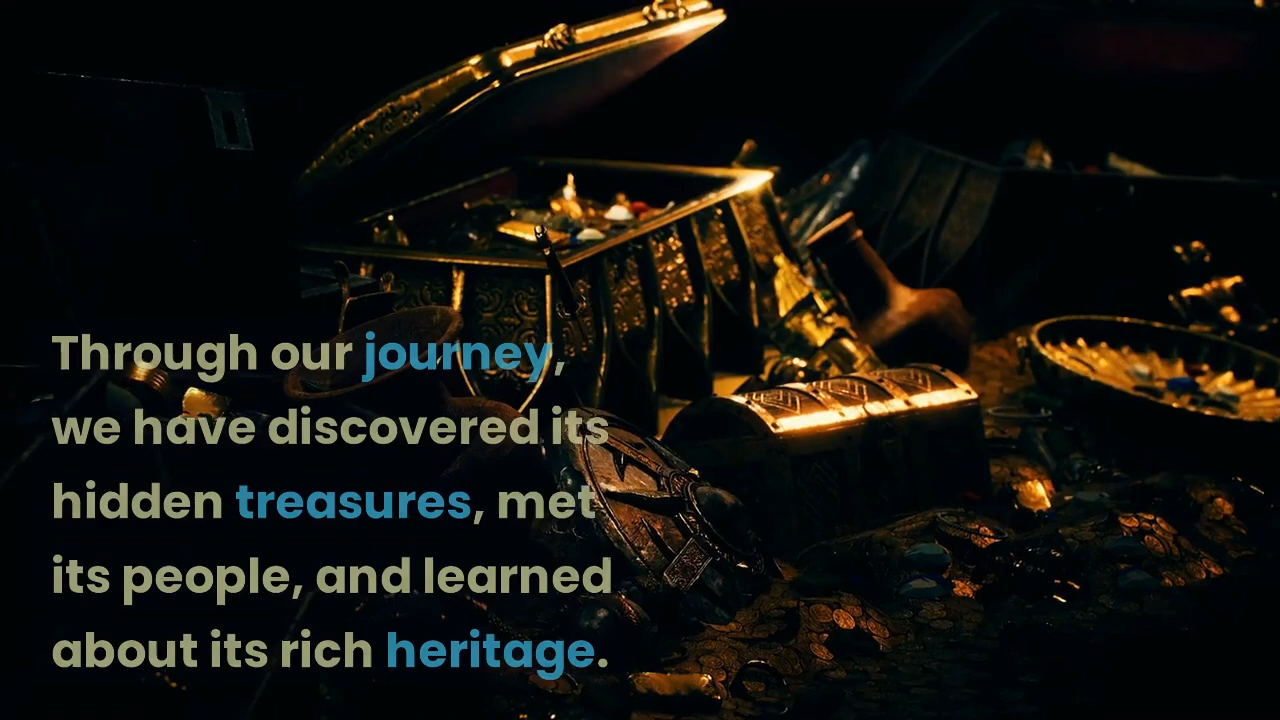 Through our journey,
we have discovered its
hidden treasures, met
its people, and learned
about its rich heritage.